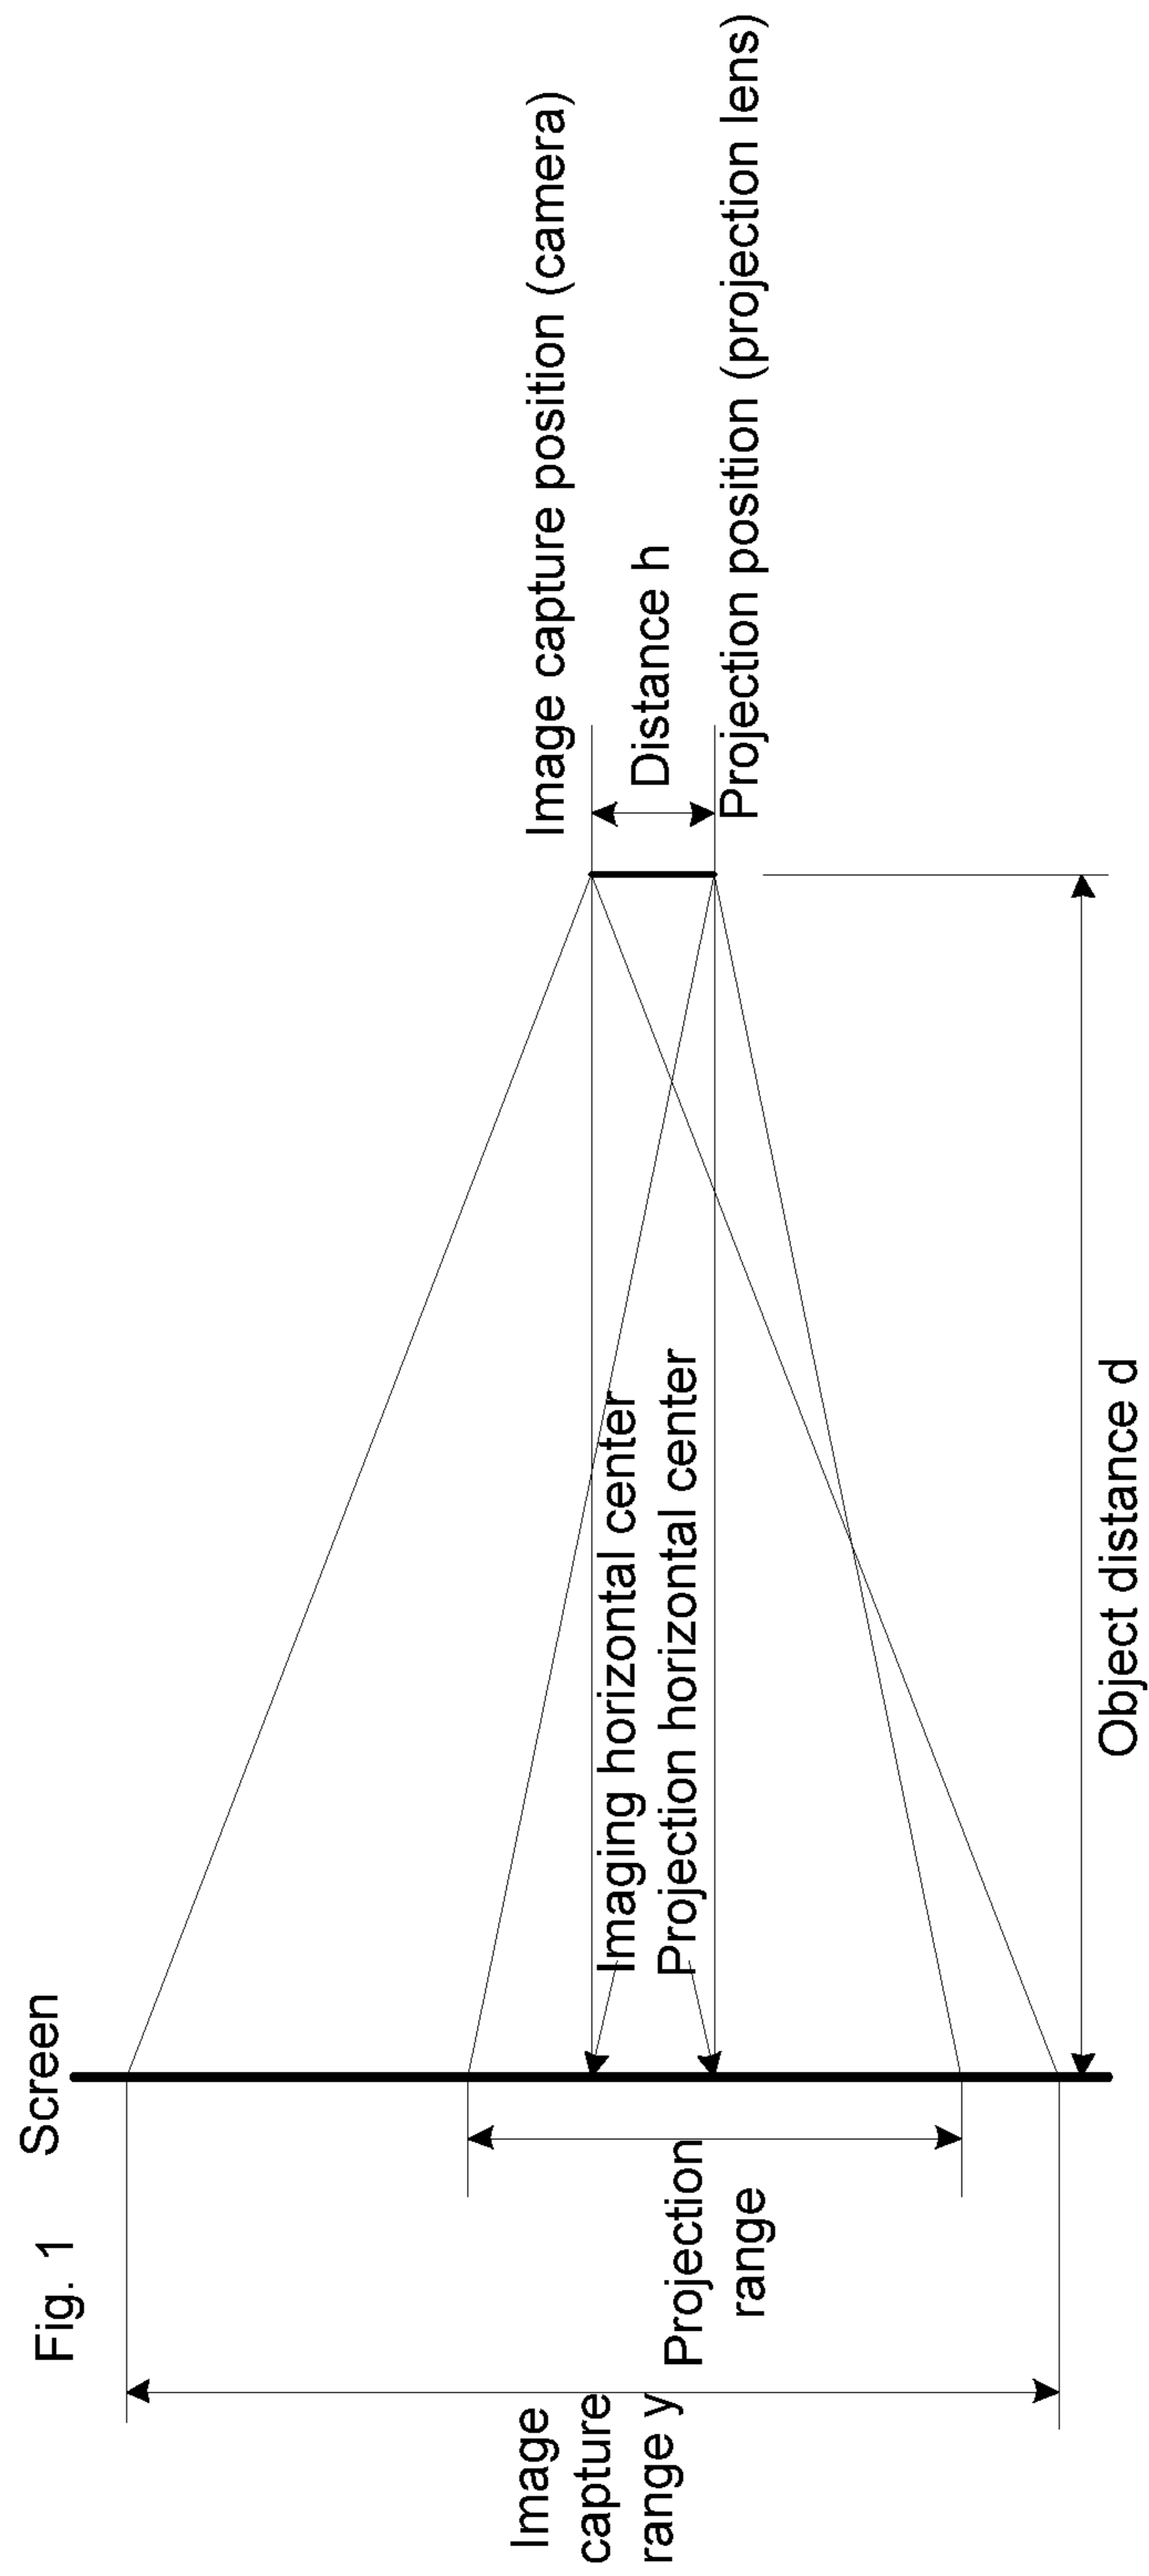 Fig. 1
Screen
Image capture position (camera)
Distance h
Projection position (projection lens)
Imaging horizontal center
Projection horizontal center
Image
capture
range y
Projection
range
Object distance d